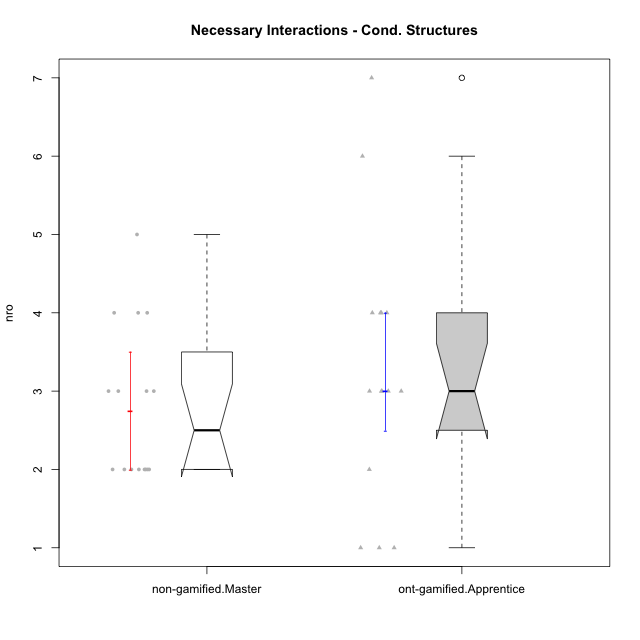 Necessary Interactions - Cond. Structures
7
6
5
4
3
2
1
nro
non-gamified.Master
ont-gamified.Apprentice